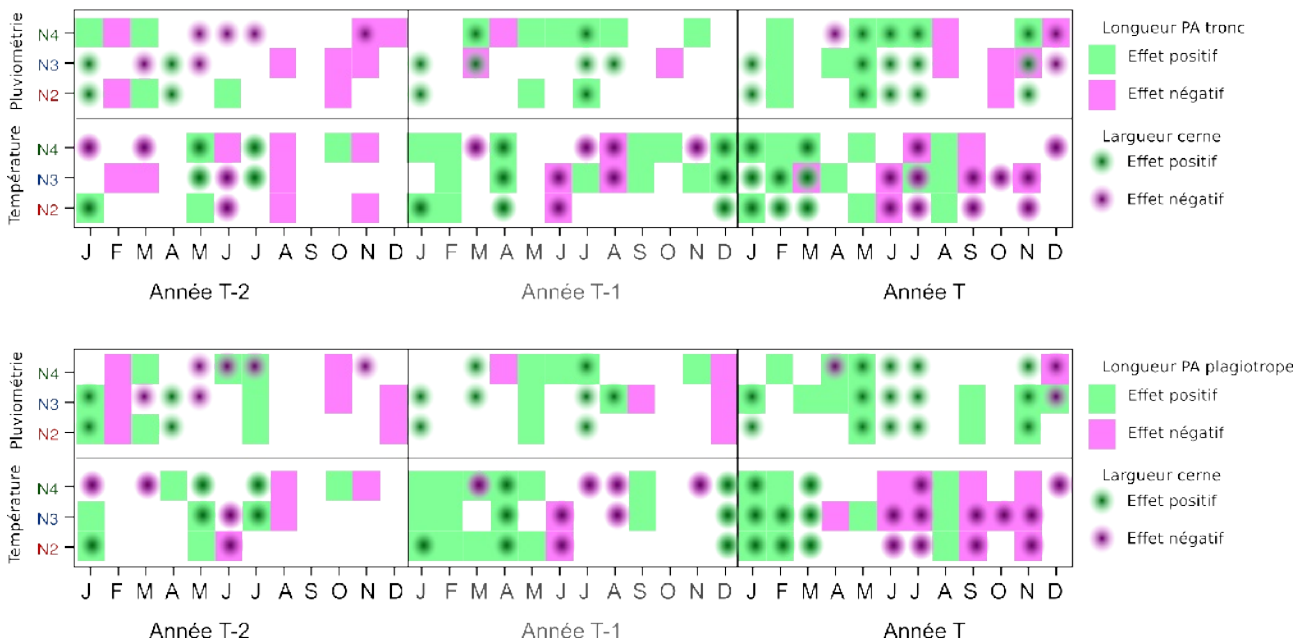 Pluviométrie
N4
N3
N2
Température
N4
N3
N2
J F M A M J J A S O N D J F M A M J J A S O N D J F M A M J J A S O N D
Année T-2 Année T-1 Année T
Longueur PA tronc
Effet positif
Effet négatif
Largueur cerne
Effet positif
Effet négatif
Pluviométrie
N4
N3
N2
Température
N4
N3
N2
J F M A M J J A S O N D J F M A M J J A S O N D J F M A M J J A S O N D
Année T-2 Année T-1 Année T
Longueur PA plagiotrope
Effet positif
Effet négatif
Largueur cerne
Effet positif
Effet négatif